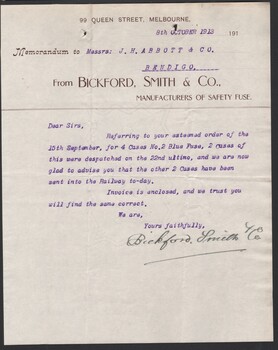 99 QUEEN STREET, MELBOURNE,
8th OCTOBER 1913 191
Memorandum to Messrs: J. H. ABBOTT & CO.
BENDIGO.
From BICKFORD, SMITH & CO.,
MANUFACTURERS OF SAFETY FUSE.
Dear Sirs,
Referring to your esteemed order of the
15th September, for 4 Cases No.2 Blue Fuse, 2 cases of
this were despatched on the 22nd ultimo, and we are now
glad to advise you that the other 2 Cases have been
sent into the Railway to-day.
Invoice is enclosed, and we trust you
will find the same correct.
We are,
Yours faithfully,
Bickford, Smith & Co